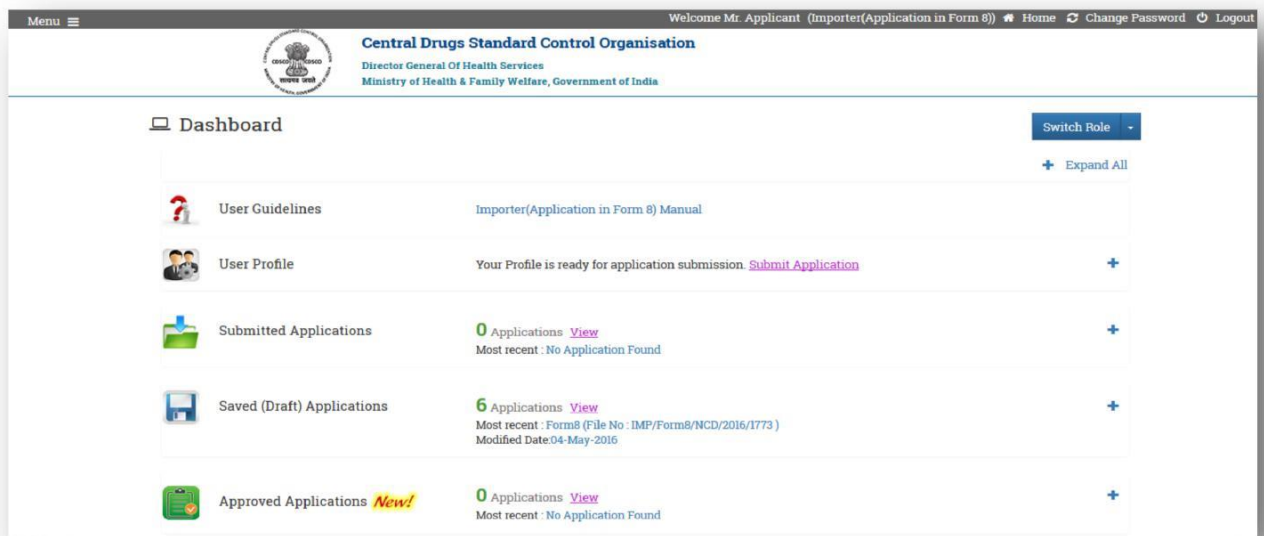 Menu
Welcome Mr. Applicant (Importer(Application in Form 8)) Home Change Password Logout
CDSCO CDSCO
सत्यमेव जयते
Central Drugs Standard Control Organisation
Director General Of Health Services
Ministry of Health & Family Welfare, Government of India
Dashboard
Switch Role
Expand All
User Guidelines
Importer(Application in Form 8) Manual
User Profile
Your Profile is ready for application submission. Submit Application
Submitted Applications
0 Applications View
Most recent : No Application Found
Saved (Draft) Applications
6 Applications View
Most recent : Form8 (File No : IMP/Form8/NCD/2016/1773 )
Modified Date:04-May-2016
Approved Applications New!
0 Applications View
Most recent : No Application Found